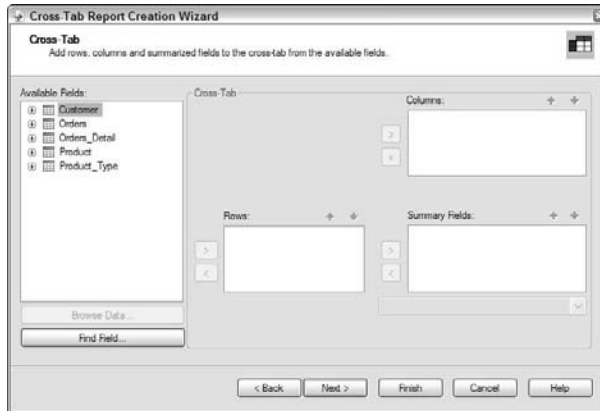 Cross-Tab Report Creation Wizard
Cross-Tab
Add rows, columns and summarized fields to the cross-tab from the available fields.
Available Fields:
Cross-Tab
Columns:
Customer
Orders
Orders_Detail
Product
Product_Type
>
<
Rows:
Summary Fields:
>
<
>
<
Browse Data...
Find Field...
< Back
Next >
Finish
Cancel
Help